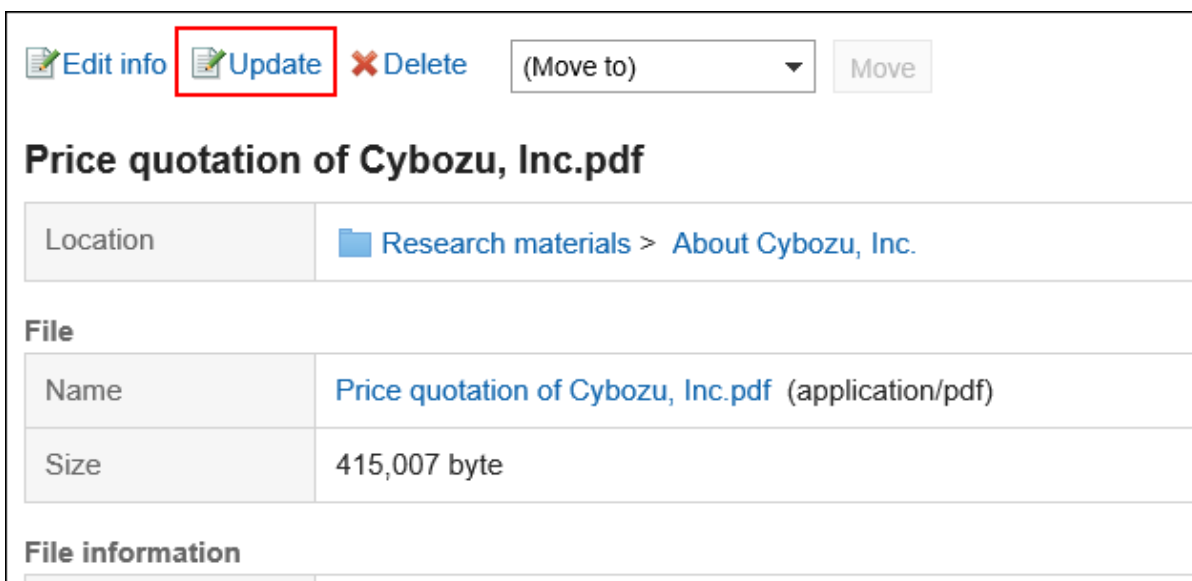 Edit info Update Delete (Move to) Move
Price quotation of Cybozu, Inc.pdf
Location Research materials > About Cybozu, Inc.
File
Name Price quotation of Cybozu, Inc.pdf (application/pdf)
Size 415,007 byte
File information